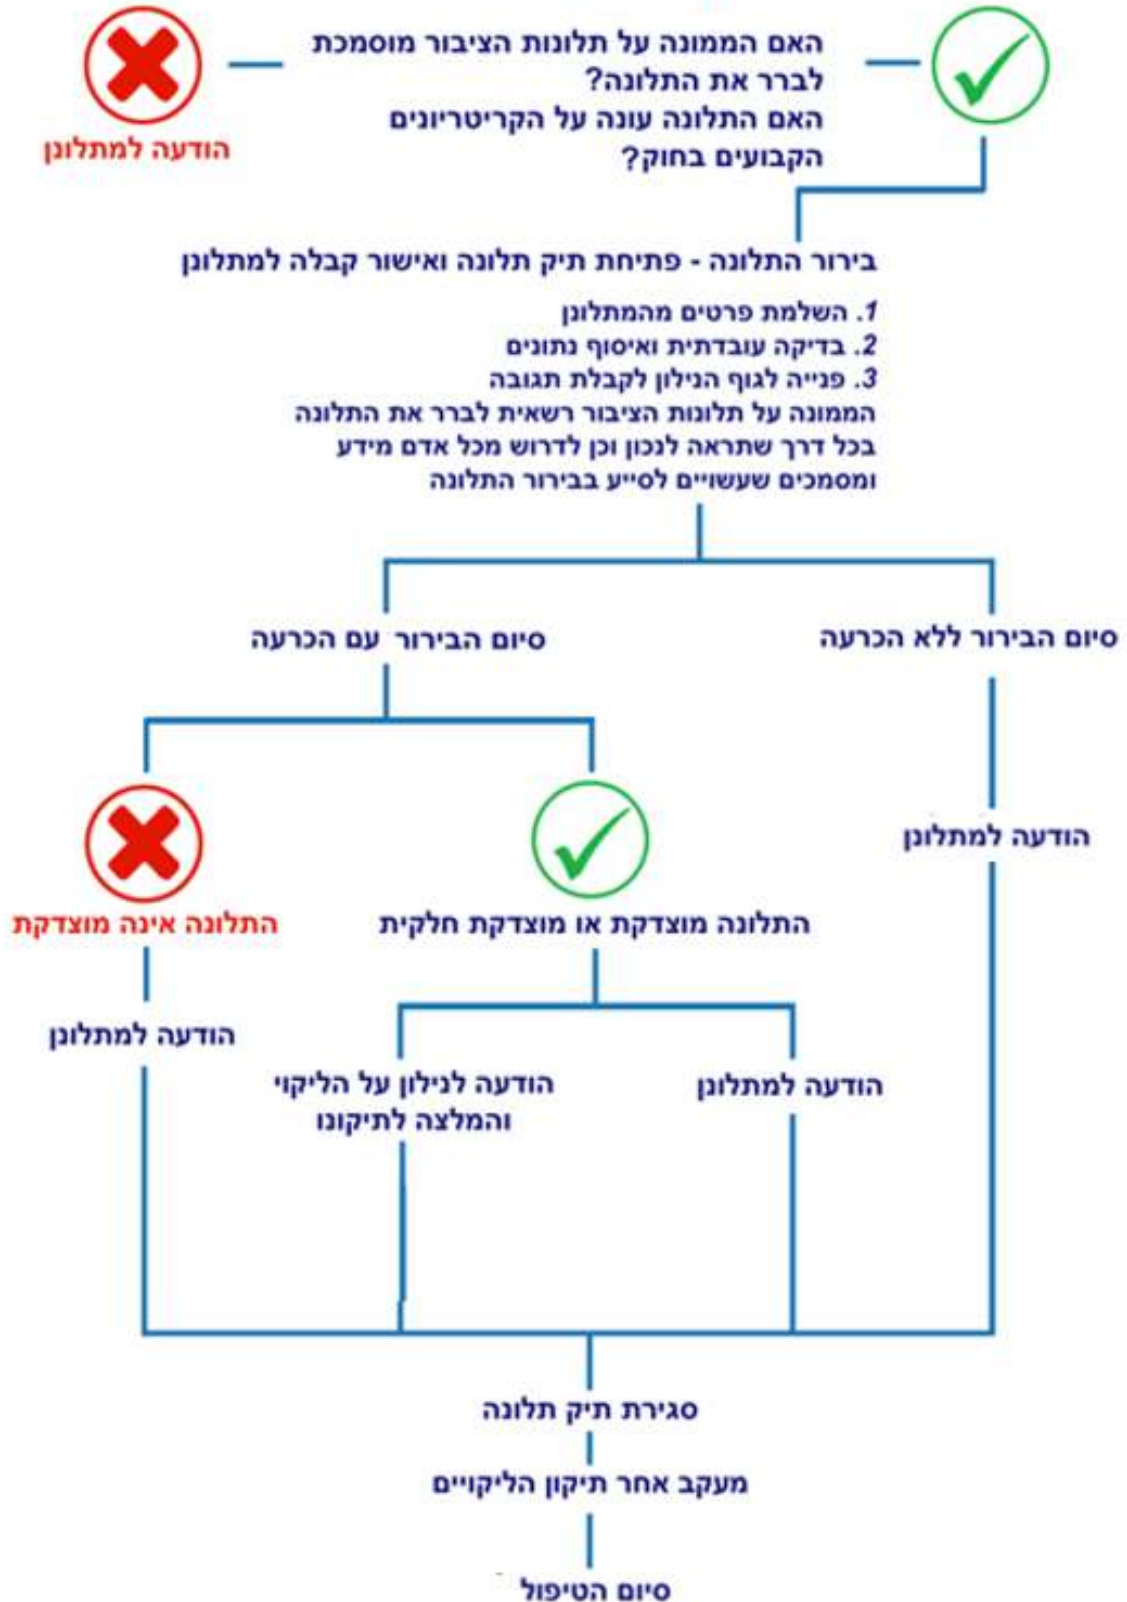 האם הממונה על תלונות הציבור מוסמכת
לברר את התלונה?
האם התלונה עונה על הקריטריונים
הקבועים בחוק?
הודעה למתלונן
בירור התלונה - פתיחת תיק תלונה ואישור קבלה למתלונן
1. השלמת פרטים מהמתלונן
2. בדיקה עובדתית ואיסוף נתונים
3. פנייה לגוף הנילון לקבלת תגובה
הממונה על תלונות הציבור רשאית לברר את התלונה
בכל דרך שתראה לנכון וכן לדרוש מכל אדם מידע
ומסמכים שעשויים לסייע בבירור התלונה
סיום הבירור ללא הכרעה
סיום הבירור עם הכרעה
הודעה למתלונן
התלונה מוצדקת או מוצדקת חלקית
התלונה אינה מוצדקת
הודעה למתלונן
הודעה למתלונן
הודעה לנילון על הליקוי
והמלצה לתיקונו
סגירת תיק תלונה
מעקב אחר תיקון הליקויים
סיום הטיפול